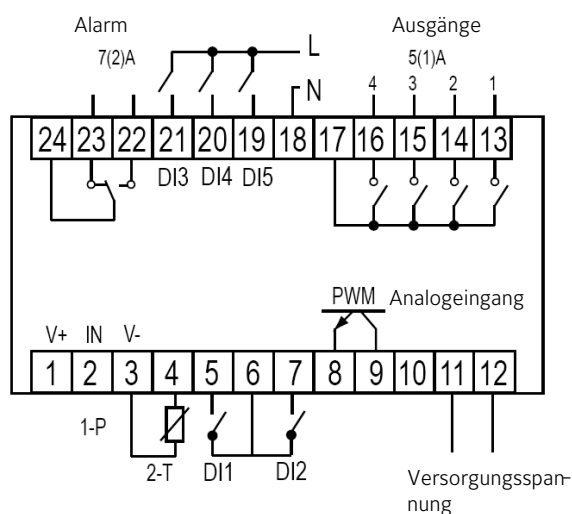 Alarm
Ausgänge
7(2)A
5(1)A
L
N
4 3 2 1
24 23 22 21 20 19 18 17 16 15 14 13
DI3 DI4 DI5
PWM
Analogeingang
V+ IN V-
1 2 3 4 5 6 7 8 9 10 11 12
1-P
2-T
DI1
DI2
Versorgungsspan-
nung